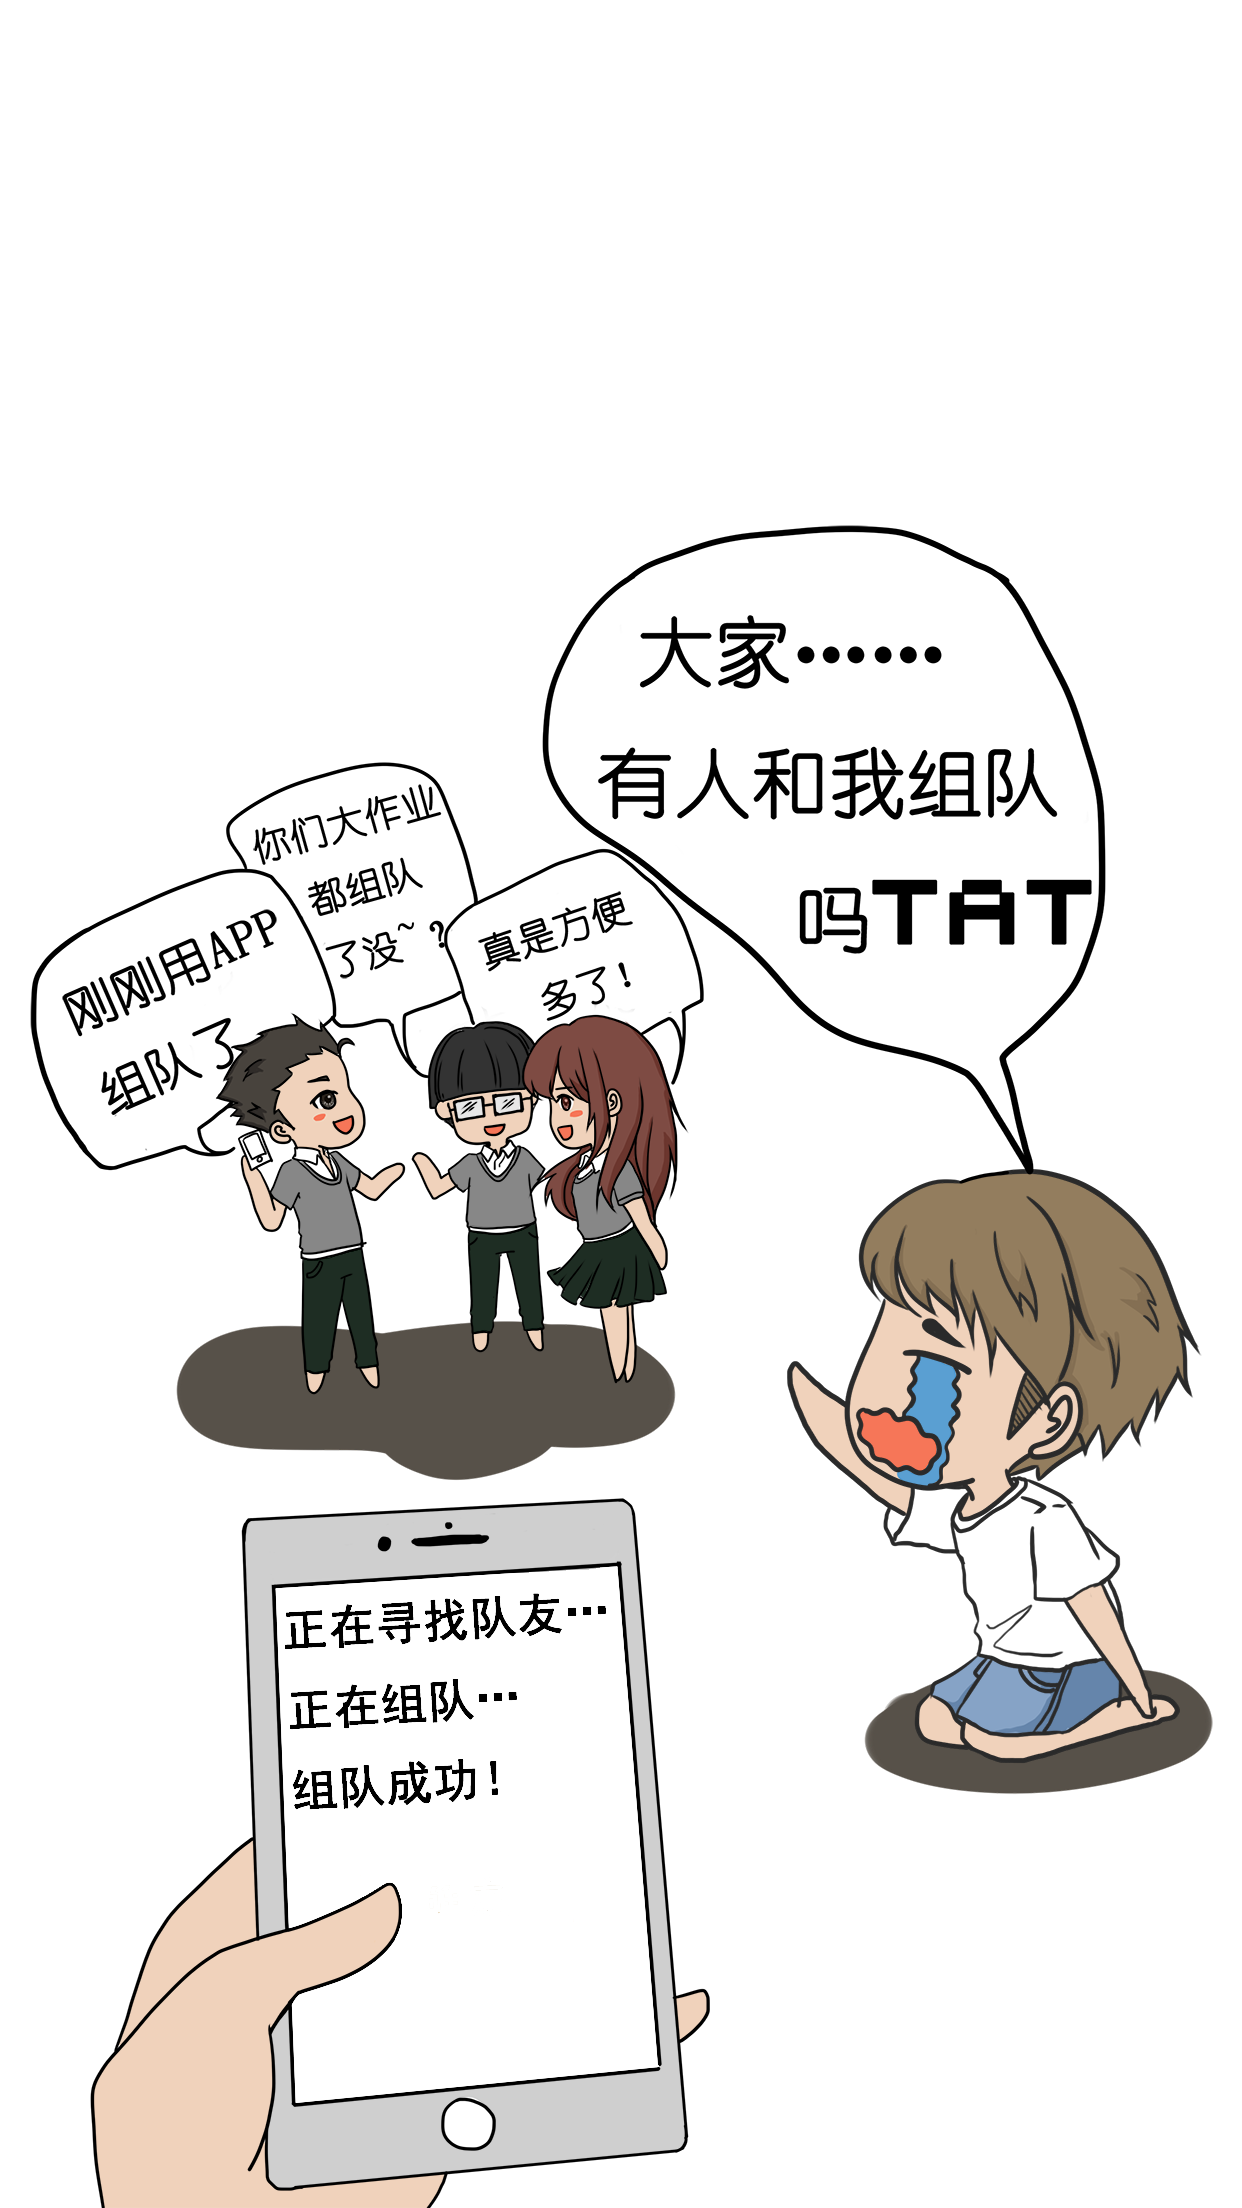 大家……
有人和我组队
吗TAT
你们大作业
都组队
了没~？
刚刚用APP
组队了
真是方便
多了！
正在寻找队友…
正在组队…
组队成功！